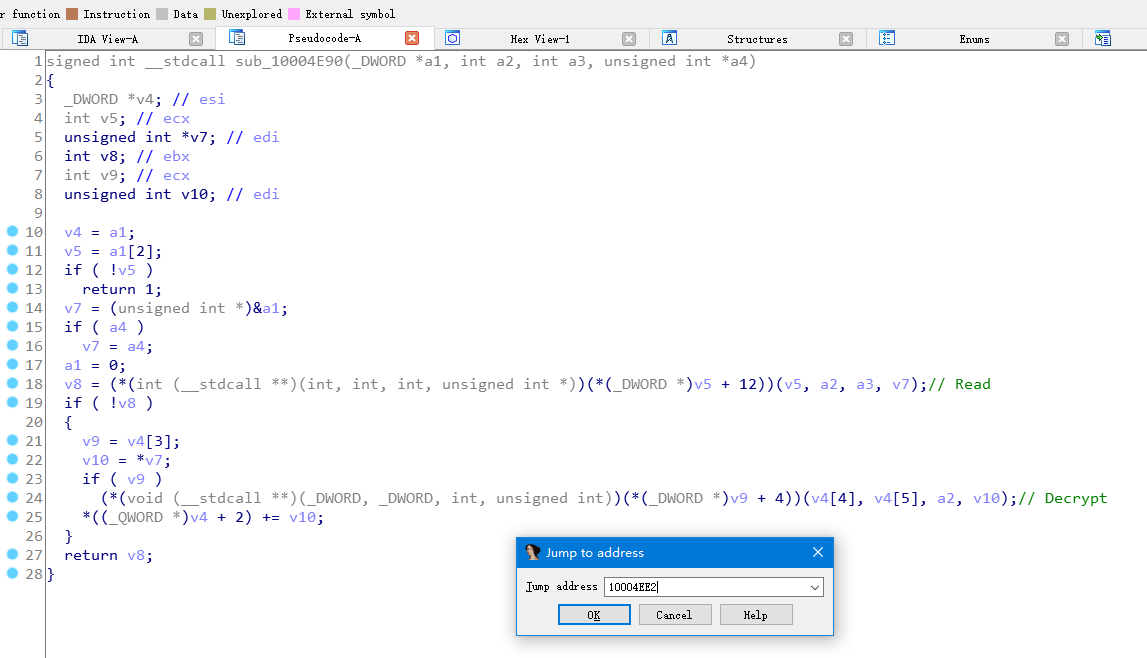 r function Instruction Data Unexplored External symbol
IDA View-A Pseudocode-A Hex View-1 Structures Enums
1 signed int __stdcall sub_10004E90(_DWORD *a1, int a2, int a3, unsigned int *a4)
2 {
3   _DWORD *v4; // esi
4   int v5; // ecx
5   unsigned int *v7; // edi
6   int v8; // ebx
7   int v9; // ecx
8   unsigned int v10; // edi
9
10   v4 = a1;
11   v5 = a1[2];
12   if ( !v5 )
13     return 1;
14   v7 = (unsigned int *)&a1;
15   if ( a4 )
16     v7 = a4;
17   a1 = 0;
18   v8 = (*(int (__stdcall **)(int, int, int, unsigned int *))(*(_DWORD *)v5 + 12))(v5, a2, a3, v7);// Read
19   if ( !v8 )
20   {
21     v9 = v4[3];
22     v10 = *v7;
23     if ( v9 )
24       (*(void (__stdcall **)(_DWORD, _DWORD, int, unsigned int))(*(_DWORD *)v9 + 4))(v4[4], v4[5], a2, v10);// Decrypt
25     *((_QWORD *)v4 + 2) += v10;
26   }
27   return v8;
28 }
Jump to address
Jump address 10004EE2
OK Cancel Help